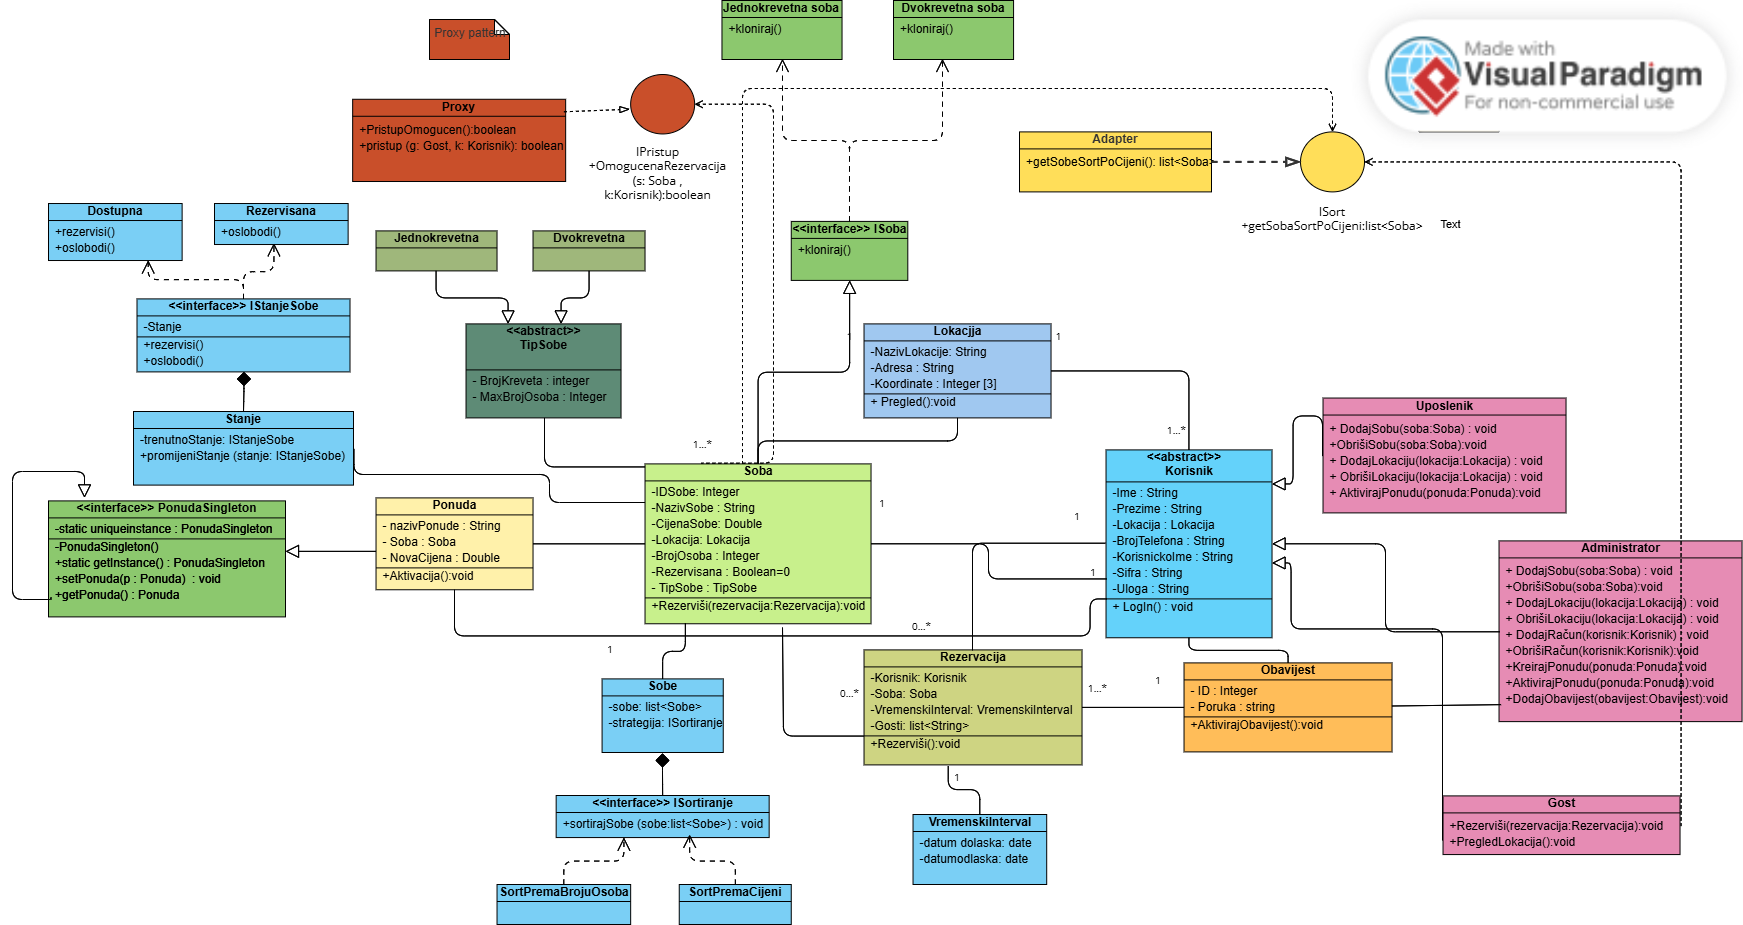 Jednokrevetna soba
+kloniraj()
Dvokrevetna soba
+kloniraj()
Made with
Visual Paradigm
For non-commercial use
Proxy pattern
Proxy
+PristupOmogucen():boolean
+pristup (g: Gost, k: Korisnik): boolean
IPristup
+OmogucenaRezervacija
(s: Soba ,
k:Korisnik):boolean
Adapter
+getSobeSortPoCijeni(): list<Soba>
ISort
+getSobaSortPoCijeni:list<Soba>
Text
Dostupna
+rezervisi()
+oslobodi()
Rezervisana
+oslobodi()
Jednokrevetna
Dvokrevetna
<<interface>> ISoba
+kloniraj()
<<interface>> IStanjeSobe
-Stanje
+rezervisi()
+oslobodi()
<<abstract>>
TipSobe
- BrojKreveta : integer
- MaxBrojOsoba : Integer
1
Lokacjja
-NazivLokacije: String
-Adresa : String
-Koordinate : Integer [3]
+ Pregled():void
1
Stanje
-trenutnoStanje: IStanjeSobe
+promijeniStanje (stanje: IStanjeSobe)
1...*
1...*
Uposlenik
+ DodajSobu(soba:Soba) : void
+ObrišiSobu(soba:Soba):void
+ DodajLokaciju(lokacija:Lokacija) : void
+ ObrišiLokaciju(lokacija:Lokacija) : void
+ AktivirajPonudu(ponuda:Ponuda):void
<<interface>> PonudaSingleton
-static uniqueinstance : PonudaSingleton
-PonudaSingleton()
+static getInstance() : PonudaSingleton
+setPonuda(p : Ponuda) : void
+getPonuda() : Ponuda
Ponuda
- nazivPonude : String
- Soba : Soba
- NovaCijena : Double
+Aktivacija():void
Soba
-IDSobe: Integer
-NazivSobe : String
-CijenaSobe: Double
-Lokacija: Lokacija
-BrojOsoba : Integer
-Rezervisana : Boolean=0
- TipSobe : TipSobe
+Rezerviši(rezervacija:Rezervacija):void
1
1
1
<<abstract>>
Korisnik
-Ime : String
-Prezime : String
-Lokacija : Lokacija
-BrojTelefona : String
-KorisnickoIme : String
-Sifra : String
-Uloga : String
+ LogIn() : void
Administrator
+ DodajSobu(soba:Soba) : void
+ObrišiSobu(soba:Soba):void
+ DodajLokaciju(lokacija:Lokacija) : void
+ ObrišiLokaciju(lokacija:Lokacija) : void
+ DodajRačun(korisnik:Korisnik) : void
+ObrišiRačun(korisnik:Korisnik):void
+KreirajPonudu(ponuda:Ponuda):void
+AktivirajPonudu(ponuda:Ponuda):void
+DodajObavijest(obavijest:Obavijest):void
0...*
1
Sobe
-sobe: list<Sobe>
-strategija: ISortiranje
0...*
Rezervacija
-Korisnik: Korisnik
-Soba: Soba
-VremenskiInterval: VremenskiInterval
-Gosti: list<String>
+Rezerviši():void
1...*
1
Obavijest
- ID : Integer
- Poruka : string
+AktivirajObavijest():void
1
<<interface>> ISortiranje
+sortirajSobe (sobe:list<Sobe>) : void
VremenskiInterval
-datum dolaska: date
-datumodlaska: date
Gost
+Rezerviši(rezervacija:Rezervacija):void
+PregledLokacija():void
SortPremaBrojuOsoba
SortPremaCijeni